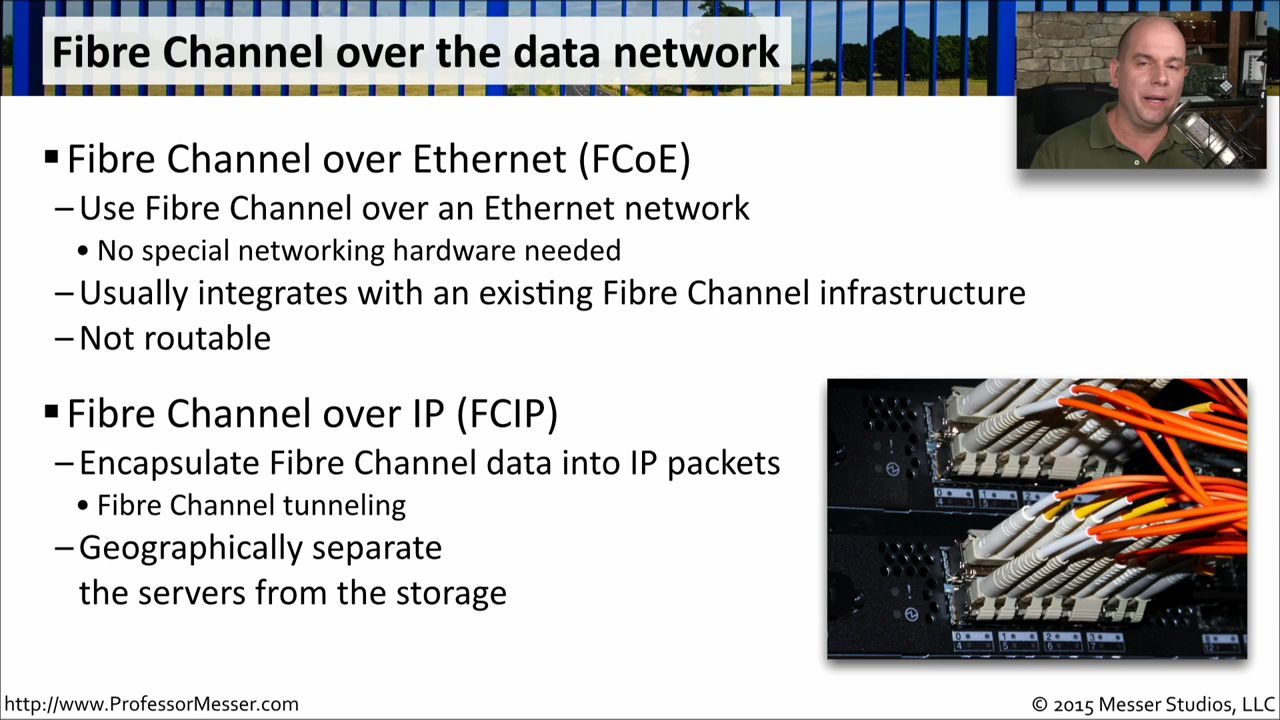 Fibre Channel over the data network
▪ Fibre Channel over Ethernet (FCoE)
– Use Fibre Channel over an Ethernet network
• No special networking hardware needed
– Usually integrates with an existing Fibre Channel infrastructure
– Not routable
▪ Fibre Channel over IP (FCIP)
– Encapsulate Fibre Channel data into IP packets
• Fibre Channel tunneling
– Geographically separate
the servers from the storage
http://www.ProfessorMesser.com
© 2015 Messer Studios, LLC